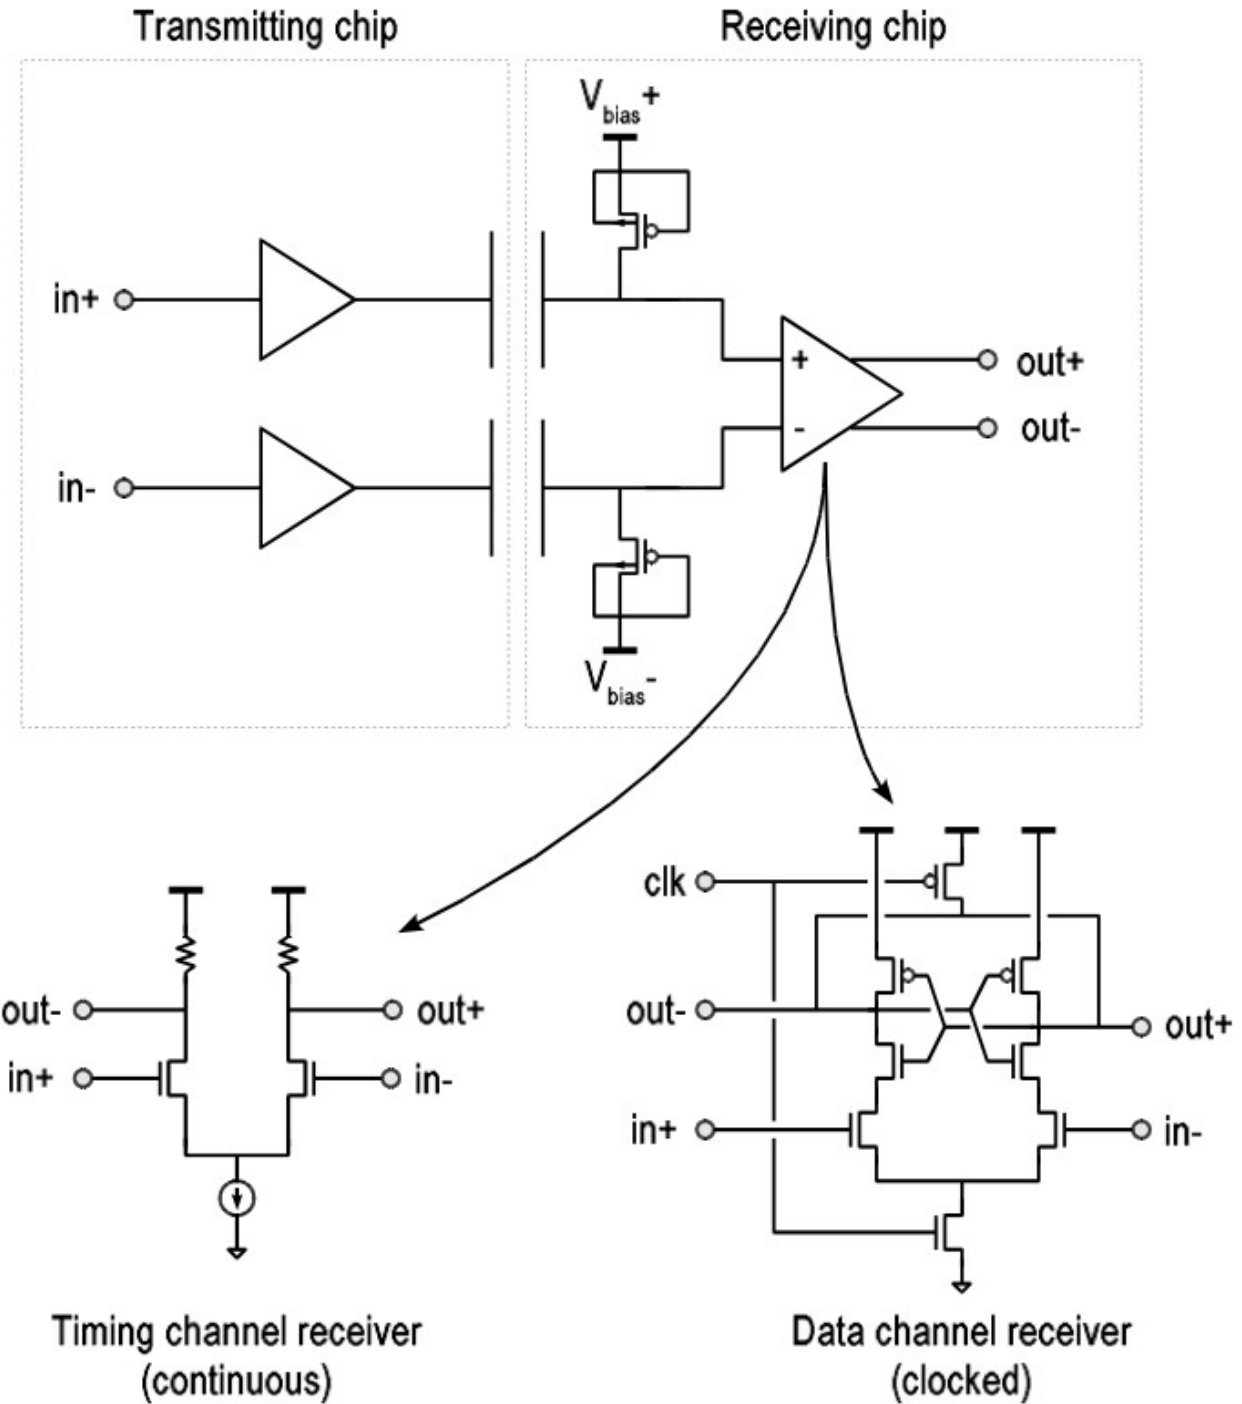 Transmitting chip
Receiving chip
Vbias+
in+
+
out+
-
out-
in-
Vbias-
clk
out-
out+
out-
out+
in+
in-
in+
in-
Timing channel receiver
(continuous)
Data channel receiver
(clocked)